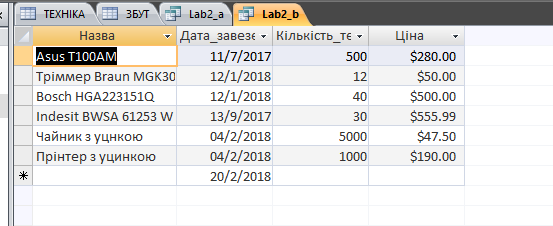 ТЕХНІКА ЗБУТ Lab2_a Lab2_b
Назва Дата_завезе Кількість_те Ціна
Asus T100AM 11/7/2017 500 $280.00
Тріммер Braun MGK30 12/1/2018 12 $50.00
Bosch HGA223151Q 12/1/2018 40 $500.00
Indesit BWSA 61253 W 13/9/2017 30 $555.99
Чайник з уцнкою 04/2/2018 5000 $47.50
Прінтер з уцинкою 04/2/2018 1000 $190.00
20/2/2018